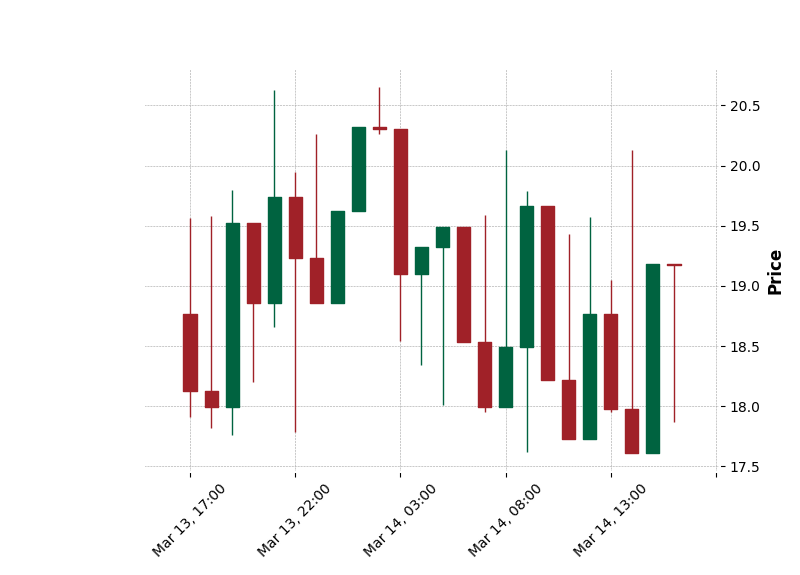 20.5
20.0
19.5
19.0
18.5
18.0
17.5
Price
Mar 13, 17:00
Mar 13, 22:00
Mar 14, 03:00
Mar 14, 08:00
Mar 14, 13:00